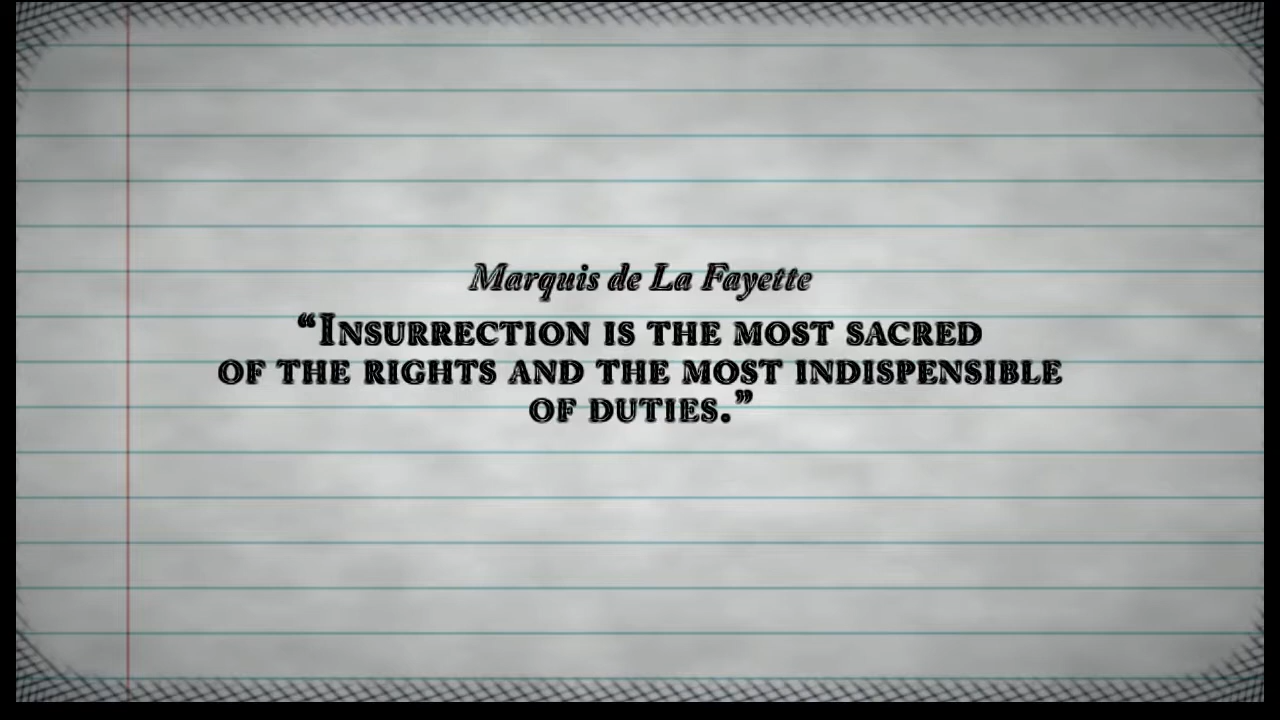 Marquis de La Fayette
“Insurrection is the most sacred
of the rights and the most indispensible
of duties.”